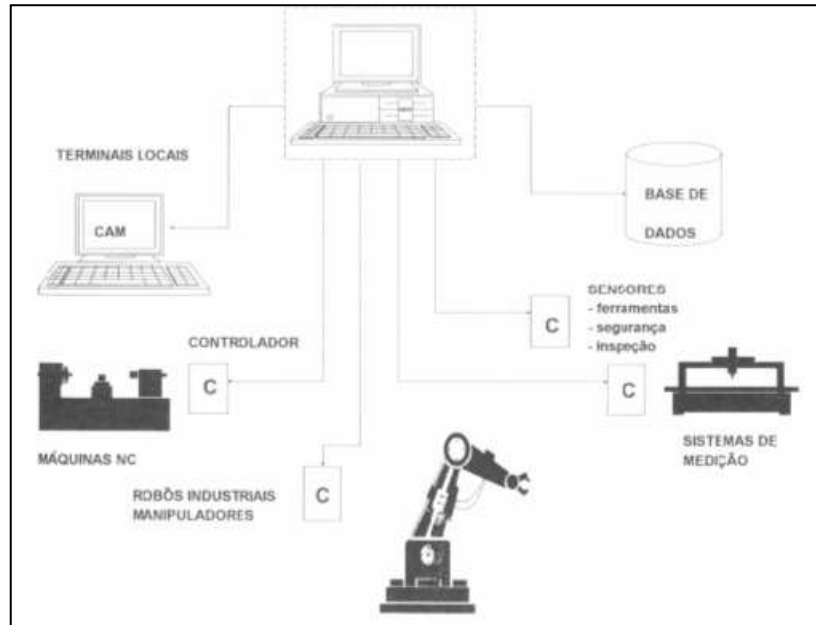 TERMINAIS LOCAIS
CAM
BASE DE
DADOS
SENSORES
- ferramentas
- segurança
- inspeção
C
CONTROLADOR
C
C
MÁQUINAS NC
SISTEMAS DE
MEDIÇÃO
ROBÔS INDUSTRIAIS
MANIPULADORES
C